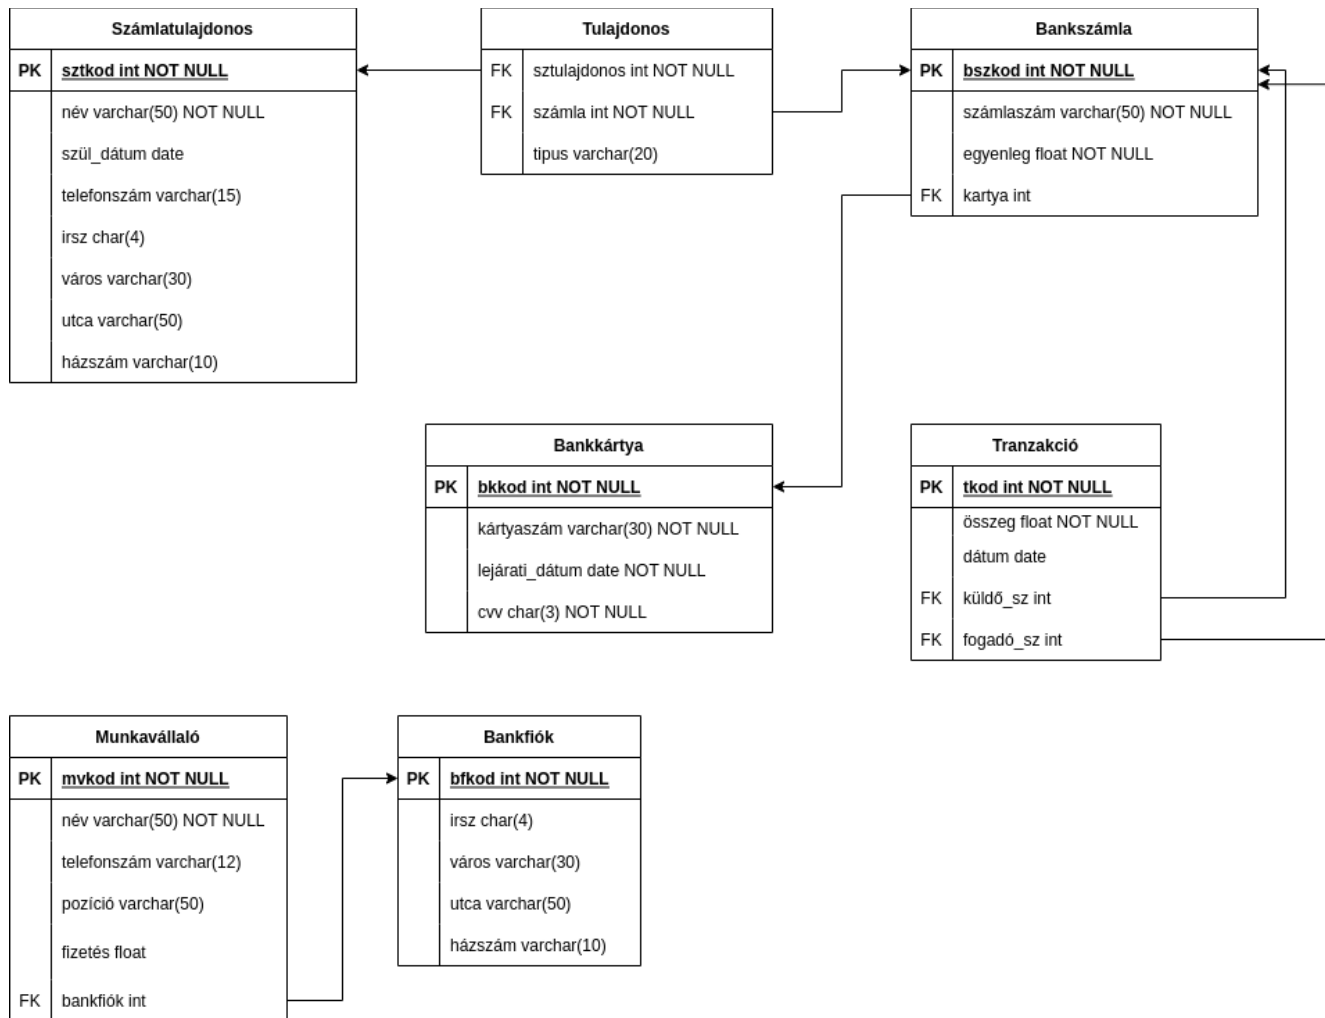 Számlatulajdonos
PK sztkod int NOT NULL
név varchar(50) NOT NULL
szül_dátum date
telefonszám varchar(15)
irsz char(4)
város varchar(30)
utca varchar(50)
házszám varchar(10)
Tulajdonos
FK sztulajdonos int NOT NULL
FK számla int NOT NULL
tipus varchar(20)
Bankszámla
PK bszkod int NOT NULL
számlaszám varchar(50) NOT NULL
egyenleg float NOT NULL
FK kartya int
Bankkártya
PK bkkod int NOT NULL
kártyaszám varchar(30) NOT NULL
lejárati_dátum date NOT NULL
cvv char(3) NOT NULL
Tranzakció
PK tkod int NOT NULL
összeg float NOT NULL
dátum date
FK küldő_sz int
FK fogadó_sz int
Munkavállaló
PK mvkod int NOT NULL
név varchar(50) NOT NULL
telefonszám varchar(12)
pozíció varchar(50)
fizetés float
FK bankfiók int
Bankfiók
PK bfkod int NOT NULL
irsz char(4)
város varchar(30)
utca varchar(50)
házszám varchar(10)